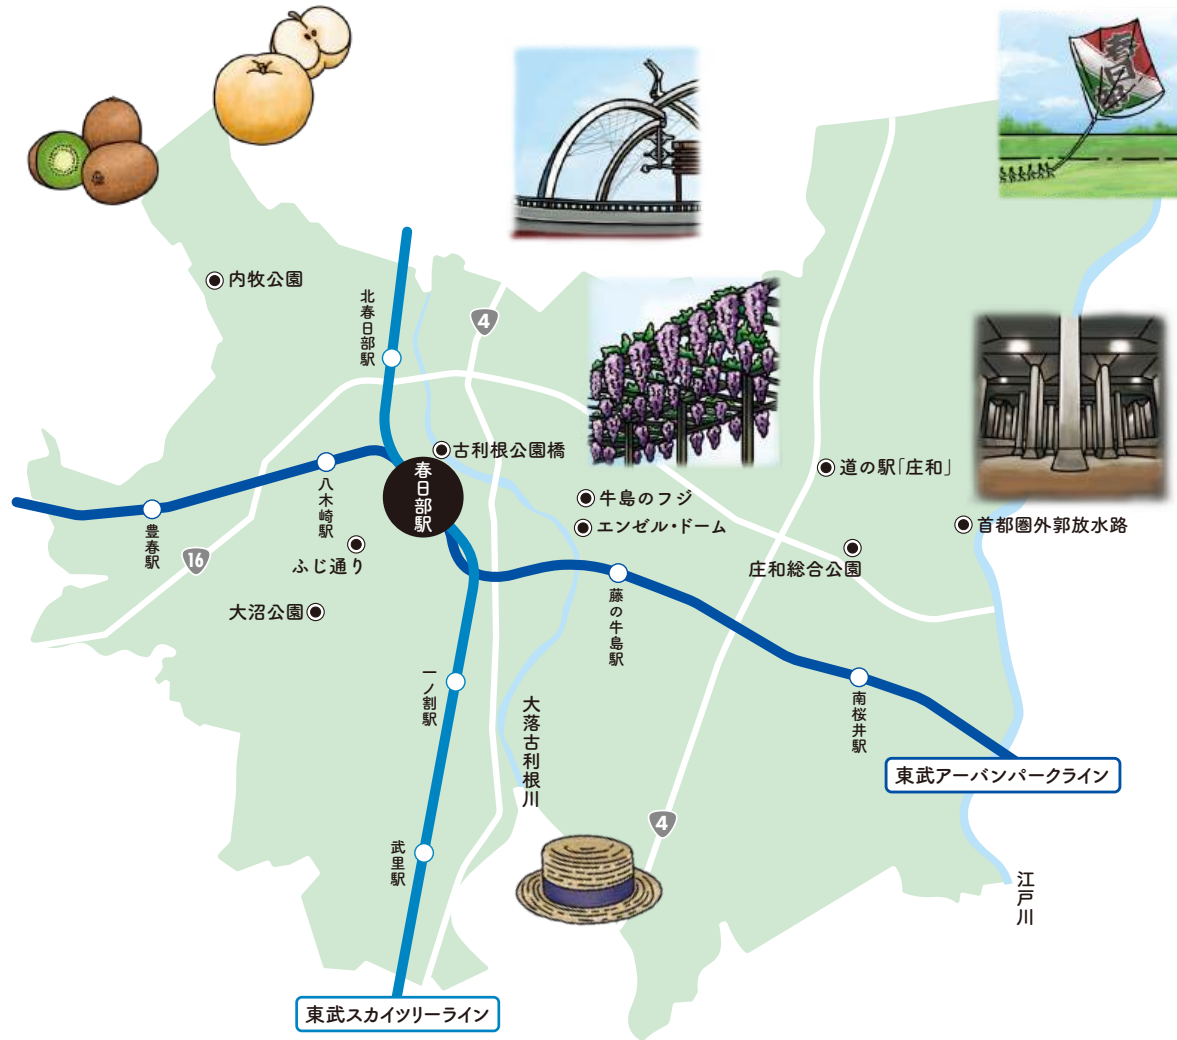 春日部
内牧公園
北春日部駅
4
古利根公園橋
春日部駅
八木崎駅
豊春駅
16
ふじ通り
大沼公園
牛島のフジ
エンゼル・ドーム
道の駅「庄和」
首都圏外郭放水路
庄和総合公園
藤の牛島駅
一ノ割駅
南桜井駅
大落古利根川
東武アーバンパークライン
4
武里駅
江戸川
東武スカイツリーライン